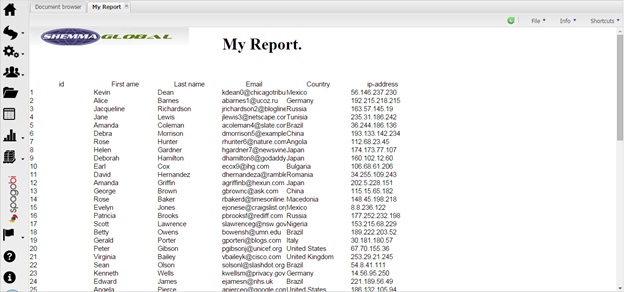 Document browser My Report
File Info Shortcuts
SHEMMA GLOBAL
My Report.
id First ame Last name Email Country ip-address
1 Kevin Dean kdean0@chicagotribu Mexico 56.146.237.230
2 Alice Barnes abarnes1@ucoz.ru Germany 192.215.218.215
3 Jacqueline Richardson jrichardson2@blogline Russia 163.57.145.19
4 Jane Lewis jlewis3@netscape.con Tunisia 235.31.186.242
5 Amanda Coleman acoleman4@slate.com Brazil 36.244.186.136
6 Debra Morrison dmorrison5@example China 193.133.142.234
7 Rose Hunter rhunter6@nature.com Angola 112.68.23.45
8 Helen Gardner hgardner7@newsvine Japan 174.173.77.107
9 Deborah Hamilton dhamilton8@godaddy Japan 160.102.12.60
10 Earl Cox ecox9@ihg.com Bulgaria 106.68.61.206
11 David Hernandez dhernandeza@ramble Romania 34.255.109.243
12 Amanda Griffin agriffinb@hexun.com Japan 202.5.228.151
13 George Brown gbrownc@ask.com China 115.15.65.182
14 Rose Baker rbakerd@timesonline. Macedonia 148.45.198.218
15 Evelyn Jones ejonese@craigslist.org Mexico 8.8.236.122
16 Patricia Brooks pbrooksf@rediff.com Russia 177.252.232.198
17 Scott Lawrence slawrenceg@nsw.gov Nigeria 153.215.68.229
18 Betty Owens bowensh@umn.edu Brazil 189.222.203.52
19 Gerald Porter gporteri@blogs.com Italy 30.181.180.57
20 Peter Gibson pgibsonj@unicef.org United States 67.70.155.36
21 Virginia Bailey vbaileyk@cisco.com United Kingdom 253.29.21.245
22 Sean Olson solsonl@slashdot.org Brazil 54.8.41.111
23 Kenneth Wells kwellsm@privacy.gov Germany 14.56.95.250
24 Edward James ejamesn@nhs.uk Brazil 221.189.56.49
25 Angela Pierce apierceo@google.com United States 186.132.105.94
spagobi